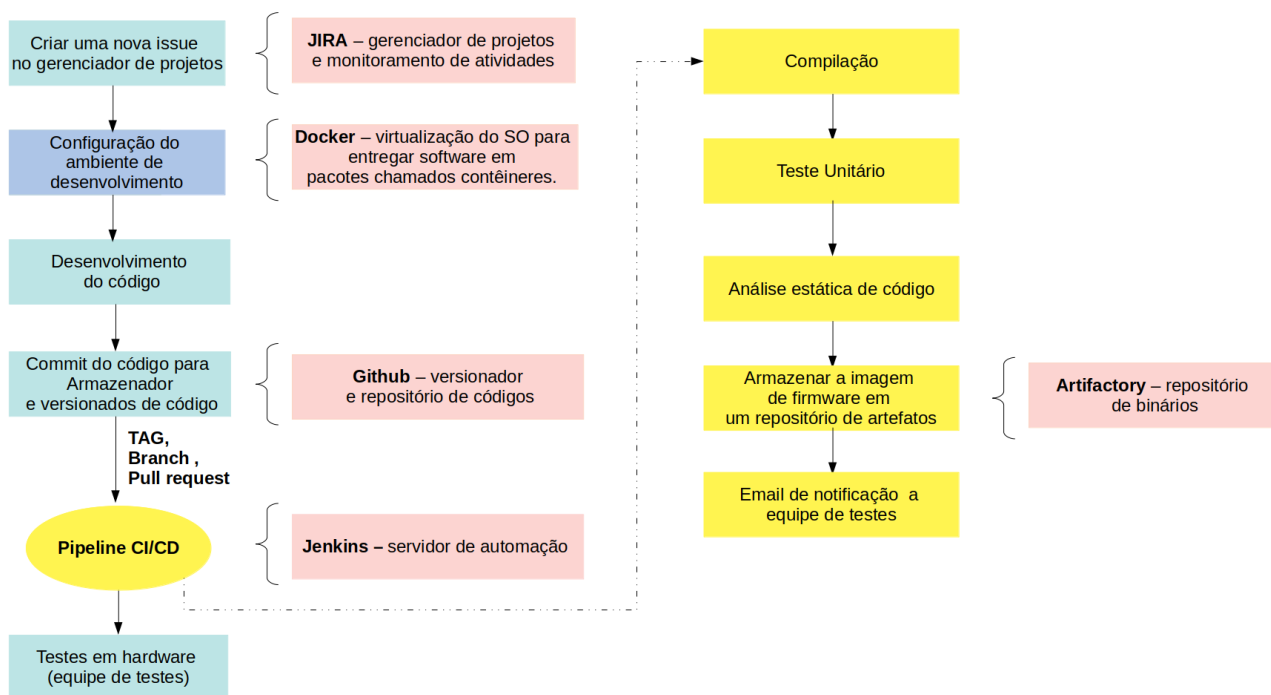 Criar uma nova issue
no gerenciador de projetos
JIRA – gerenciador de projetos
e monitoramento de atividades
Configuração do
ambiente de
desenvolvimento
Docker – virtualização do SO para
entregar software em
pacotes chamados contêineres.
Desenvolvimento
do código
Commit do código para
Armazenador
e versionados de código
Github – versionador
e repositório de códigos
TAG,
Branch ,
Pull request
Pipeline CI/CD
Jenkins – servidor de automação
Testes em hardware
(equipe de testes)
Compilação
Teste Unitário
Análise estática de código
Armazenar a imagem
de firmware em
um repositório de artefatos
Artifactory – repositório
de binários
Email de notificação a
equipe de testes